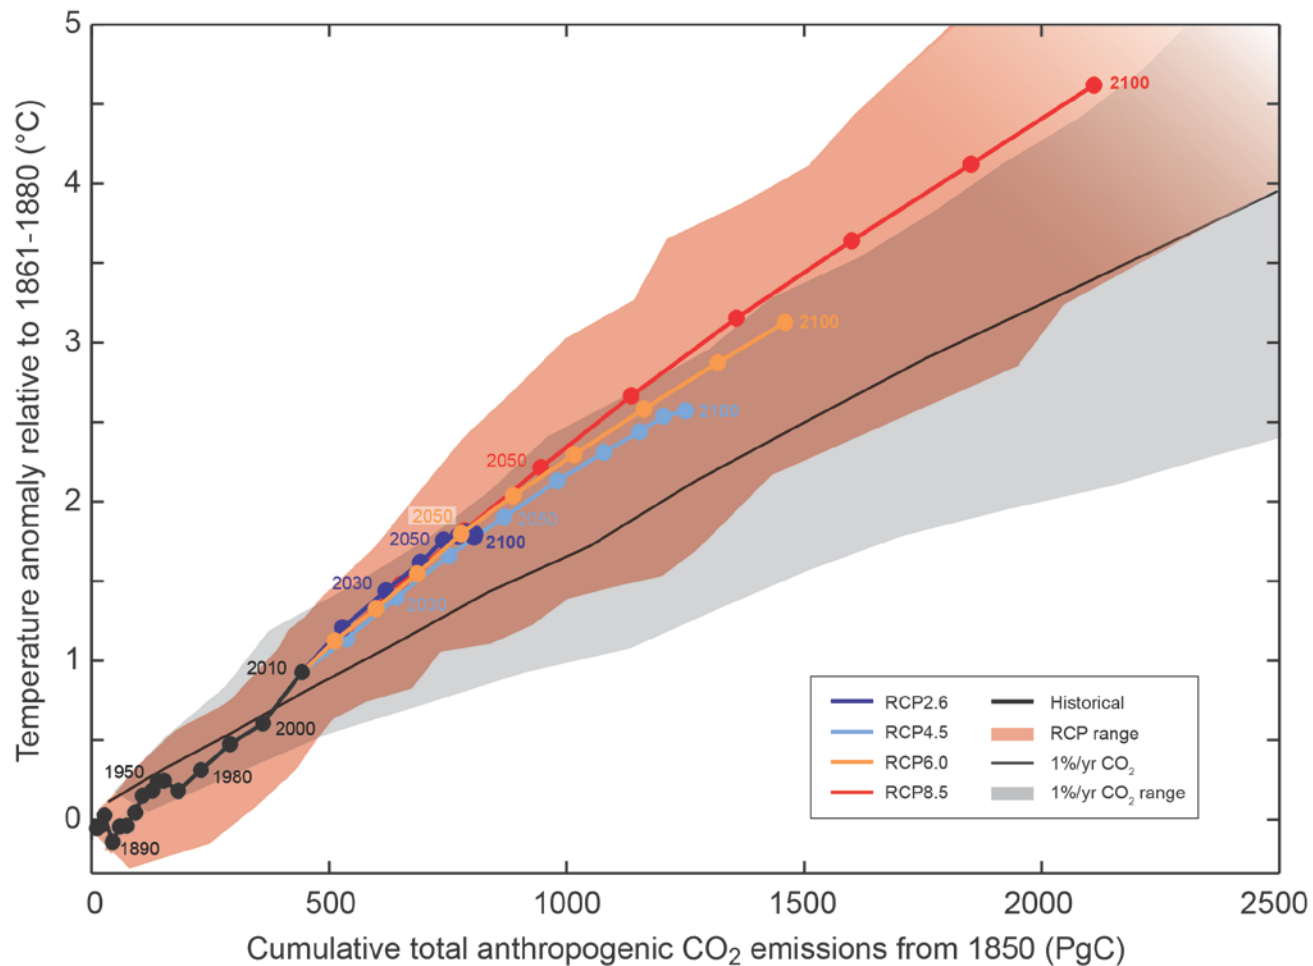 5
4
3
2
1
0
Temperature anomaly relative to 1861-1880 (°C)
2100
2100
2100
2050
2050
2050
2050
2100
2030
2030
2010
2000
1950
1980
1890
RCP2.6
RCP4.5
RCP6.0
RCP8.5
Historical
RCP range
1%/yr CO₂
1%/yr CO₂ range
0 500 1000 1500 2000 2500
Cumulative total anthropogenic CO₂ emissions from 1850 (PgC)